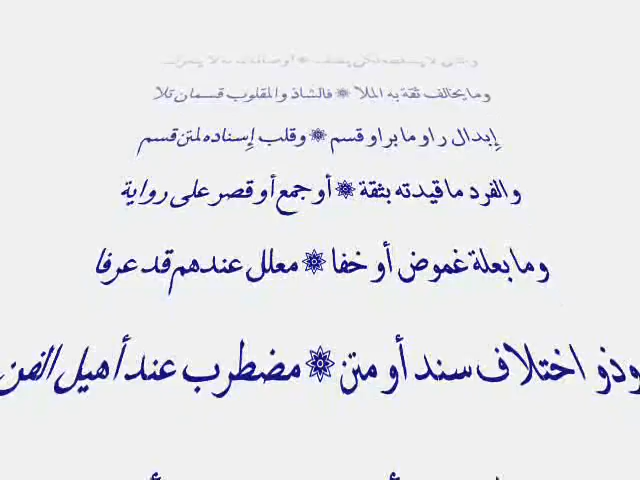 وما يخالف ثقة به الملا ❋ فالشاذ والمقلوب قسمان تلا
إبدال راو ما براو قسم ❋ وقلب إسناده لمتن قسم
والفرد ما قيدته بثقة ❋ أو جمع أو قصر على رواية
وما بعلة غموض أو خفا ❋ معلل عندهم قد عرفا
وذو اختلاف سند أو متن ❋ مضطرب عند أهيل الفن